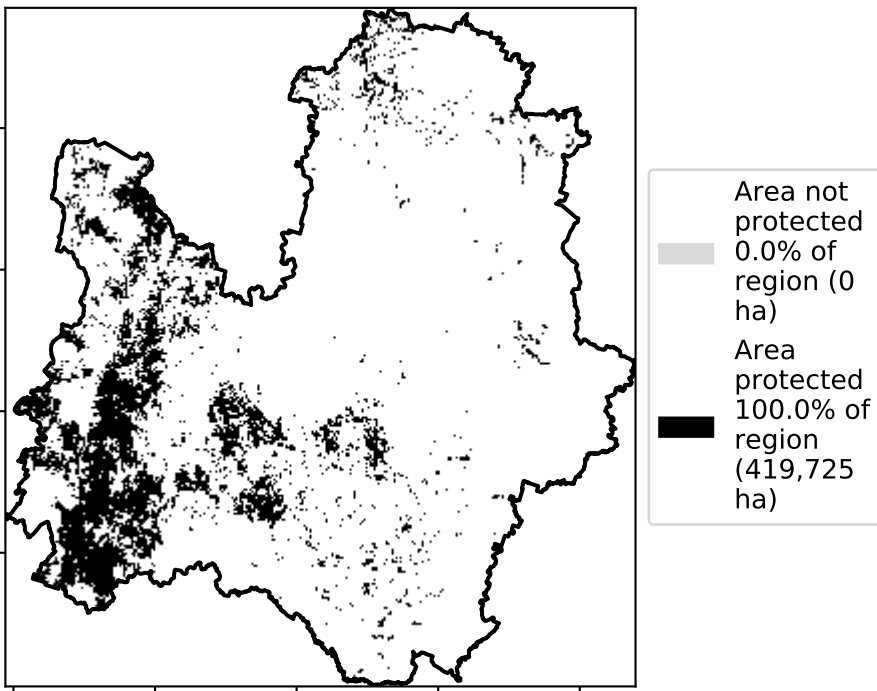 Area not
protected
0.0% of
region (0
ha)
Area
protected
100.0% of
region
(419,725
ha)